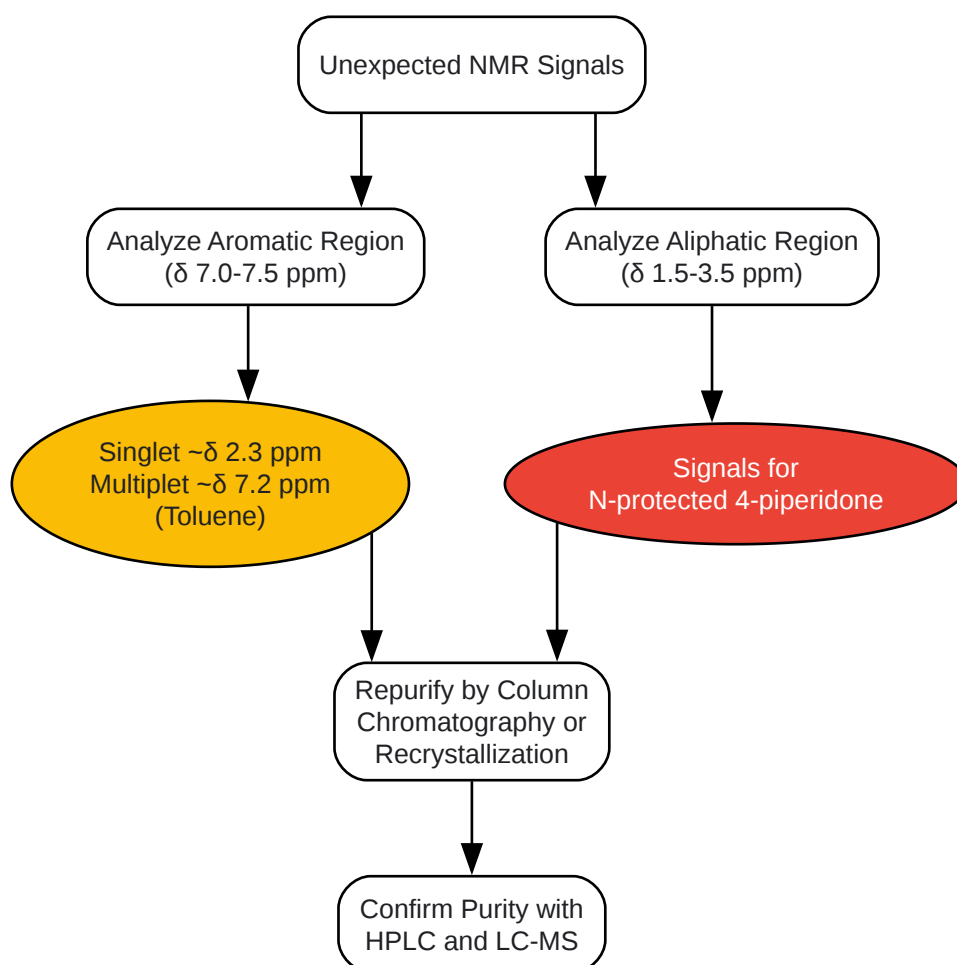 Unexpected NMR Signals
Analyze Aromatic Region
(δ 7.0-7.5 ppm)
Analyze Aliphatic Region
(δ 1.5-3.5 ppm)
Singlet ~δ 2.3 ppm
Multiplet ~δ 7.2 ppm
(Toluene)
Signals for
N-protected 4-piperidone
Repurify by Column
Chromatography or
Recrystallization
Confirm Purity with
HPLC and LC-MS